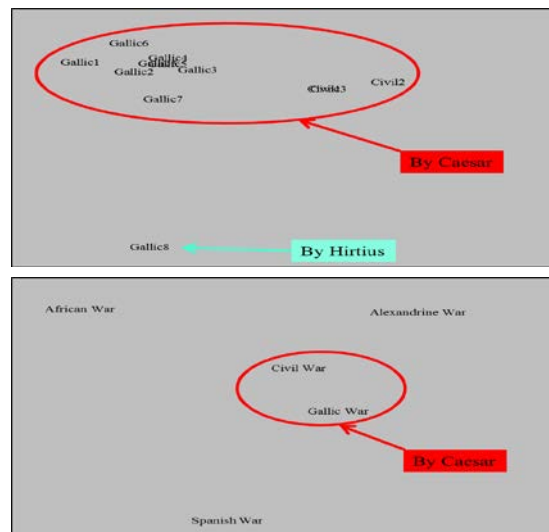 Gallic6
Gallic1
Gallic2
Gallic3
Civil2
Gallic7
By Caesar
Gallic8
By Hirtius
African War
Alexandrine War
Civil War
Gallic War
By Caesar
Spanish War